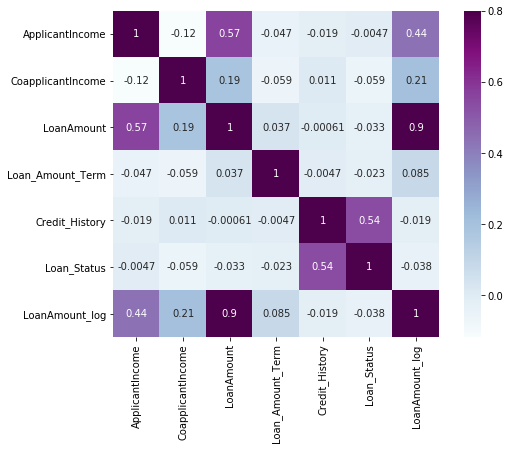 ApplicantIncome 1 -0.12 0.57 -0.047 -0.019 -0.0047 0.44
CoapplicantIncome -0.12 1 0.19 -0.059 0.011 -0.059 0.21
LoanAmount 0.57 0.19 1 0.037 -0.00061 -0.033 0.9
Loan_Amount_Term -0.047 -0.059 0.037 1 -0.0047 -0.023 0.085
Credit_History -0.019 0.011 -0.00061 -0.0047 1 0.54 -0.019
Loan_Status -0.0047 -0.059 -0.033 -0.023 0.54 1 -0.038
LoanAmount_log 0.44 0.21 0.9 0.085 -0.019 -0.038 1
ApplicantIncome
CoapplicantIncome
LoanAmount
Loan_Amount_Term
Credit_History
Loan_Status
LoanAmount_log
0.8
0.6
0.4
0.2
0.0